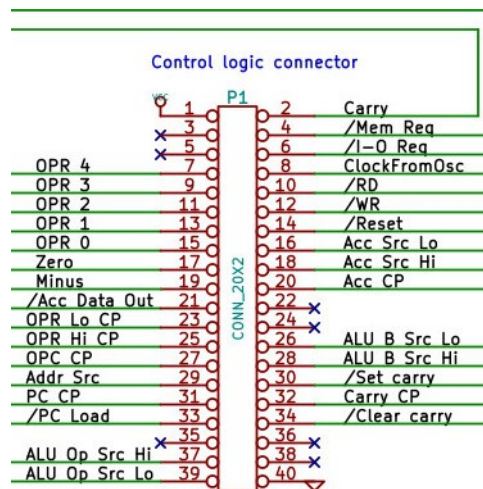 Control logic connector
VCC
P1
1 2 Carry
3 4 /Mem Req
5 6 /I-O Req
OPR 4 7 8 ClockFromOsc
OPR 3 9 10 /RD
OPR 2 11 12 /WR
OPR 1 13 14 /Reset
OPR 0 15 16 Acc Src Lo
Zero 17 18 Acc Src Hi
Minus 19 20 Acc CP
/Acc Data Out 21 22
OPR Lo CP 23 24
OPR Hi CP 25 26 ALU B Src Lo
OPC CP 27 28 ALU B Src Hi
Addr Src 29 30 /Set carry
PC CP 31 32 Carry CP
/PC Load 33 34 /Clear carry
35 36
ALU Op Src Hi 37 38
ALU Op Src Lo 39 40
CONN_20X2